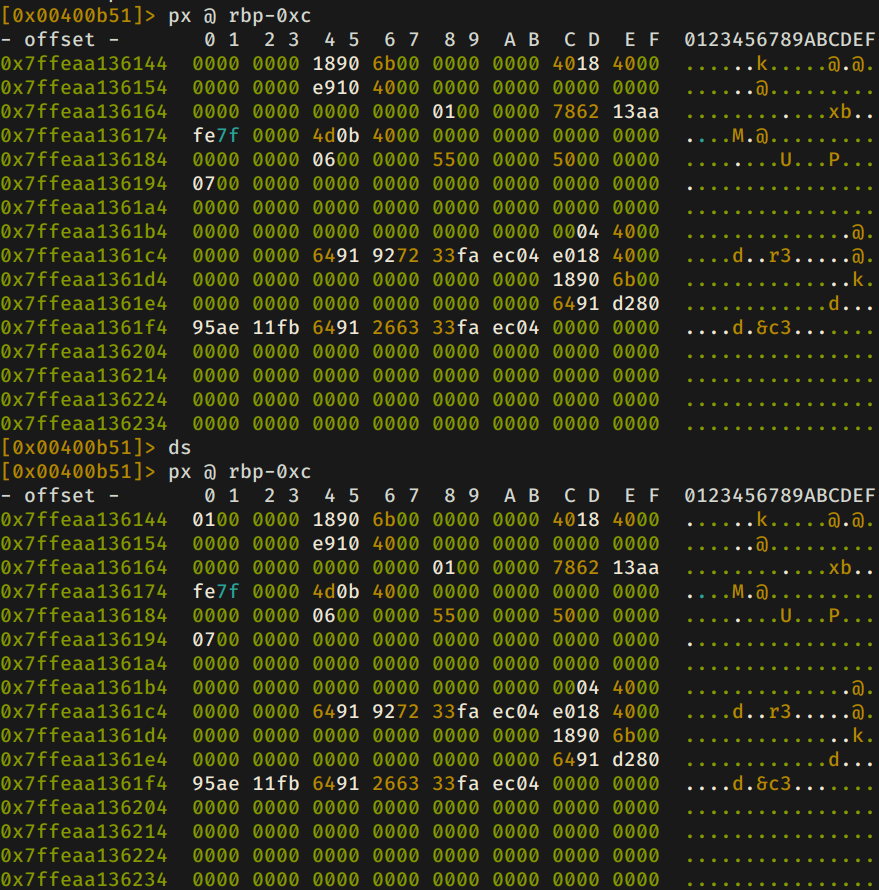 [0x00400b51]> px @ rbp-0xc
- offset -       0 1  2 3  4 5  6 7  8 9  A B  C D  E F  0123456789ABCDEF
0x7ffeaa136144  0000 0000 1890 6b00 0000 0000 4018 4000  ......k.....@.@.
0x7ffeaa136154  0000 0000 e910 4000 0000 0000 0000 0000  ......@.........
0x7ffeaa136164  0000 0000 0000 0000 0100 0000 7862 13aa  ............xb..
0x7ffeaa136174  fe7f 0000 4d0b 4000 0000 0000 0000 0000  ....M.@.........
0x7ffeaa136184  0000 0000 0600 0000 5500 0000 5000 0000  ........U...P...
0x7ffeaa136194  0700 0000 0000 0000 0000 0000 0000 0000  ................
0x7ffeaa1361a4  0000 0000 0000 0000 0000 0000 0000 0000  ................
0x7ffeaa1361b4  0000 0000 0000 0000 0000 0000 0004 4000  ..............@.
0x7ffeaa1361c4  0000 0000 6491 9272 33fa ec04 e018 4000  ....d..r3.....@.
0x7ffeaa1361d4  0000 0000 0000 0000 0000 0000 1890 6b00  ..............k.
0x7ffeaa1361e4  0000 0000 0000 0000 0000 0000 6491 d280  ............d...
0x7ffeaa1361f4  95ae 11fb 6491 2663 33fa ec04 0000 0000  ....d.&c3.......
0x7ffeaa136204  0000 0000 0000 0000 0000 0000 0000 0000  ................
0x7ffeaa136214  0000 0000 0000 0000 0000 0000 0000 0000  ................
0x7ffeaa136224  0000 0000 0000 0000 0000 0000 0000 0000  ................
0x7ffeaa136234  0000 0000 0000 0000 0000 0000 0000 0000  ................
[0x00400b51]> ds
[0x00400b51]> px @ rbp-0xc
- offset -       0 1  2 3  4 5  6 7  8 9  A B  C D  E F  0123456789ABCDEF
0x7ffeaa136144  0100 0000 1890 6b00 0000 0000 4018 4000  ......k.....@.@.
0x7ffeaa136154  0000 0000 e910 4000 0000 0000 0000 0000  ......@.........
0x7ffeaa136164  0000 0000 0000 0000 0100 0000 7862 13aa  ............xb..
0x7ffeaa136174  fe7f 0000 4d0b 4000 0000 0000 0000 0000  ....M.@.........
0x7ffeaa136184  0000 0000 0600 0000 5500 0000 5000 0000  ........U...P...
0x7ffeaa136194  0700 0000 0000 0000 0000 0000 0000 0000  ................
0x7ffeaa1361a4  0000 0000 0000 0000 0000 0000 0000 0000  ................
0x7ffeaa1361b4  0000 0000 0000 0000 0000 0000 0004 4000  ..............@.
0x7ffeaa1361c4  0000 0000 6491 9272 33fa ec04 e018 4000  ....d..r3.....@.
0x7ffeaa1361d4  0000 0000 0000 0000 0000 0000 1890 6b00  ..............k.
0x7ffeaa1361e4  0000 0000 0000 0000 0000 0000 6491 d280  ............d...
0x7ffeaa1361f4  95ae 11fb 6491 2663 33fa ec04 0000 0000  ....d.&c3.......
0x7ffeaa136204  0000 0000 0000 0000 0000 0000 0000 0000  ................
0x7ffeaa136214  0000 0000 0000 0000 0000 0000 0000 0000  ................
0x7ffeaa136224  0000 0000 0000 0000 0000 0000 0000 0000  ................
0x7ffeaa136234  0000 0000 0000 0000 0000 0000 0000 0000  ................